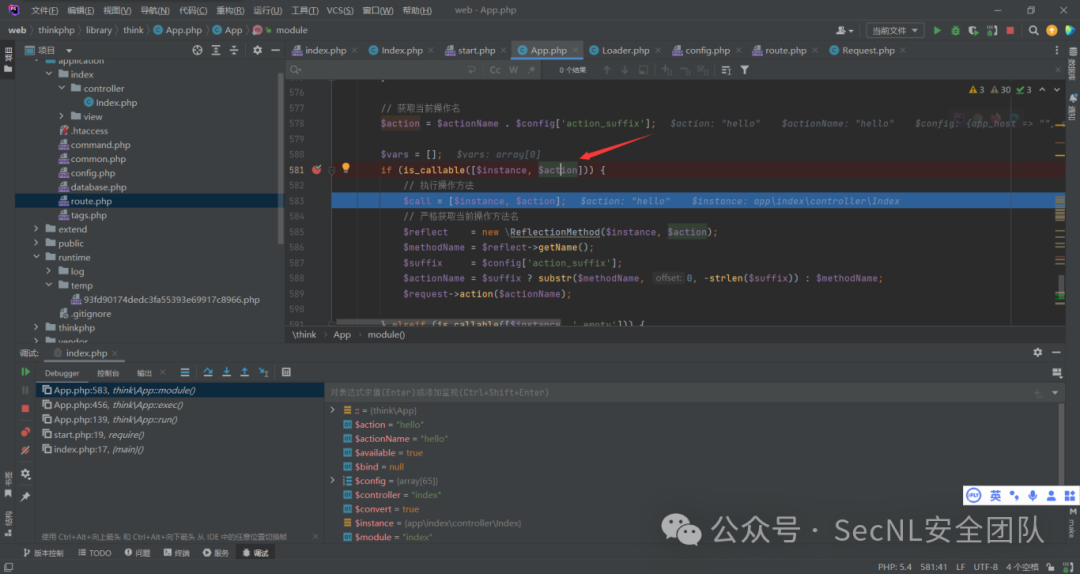 文件(F) 编辑(E) 视图(V) 导航(N) 代码(C) 重构(R) 运行(U) 工具(T) VCS(S) 窗口(W) 帮助(H) web - App.php
web thinkphp library think App.php App module 当前文件
项目
index.php Index.php start.php App.php Loader.php config.php route.php Request.php
application
index
controller
Index.php
view
.htaccess
command.php
common.php
config.php
database.php
route.php
tags.php
extend
public
runtime
log
temp
93fd90174dedc3fa55393e69917c8966.php
.gitignore
thinkphp
vendor
Cc W .* 0 个结果
3 30 3
576
577 // 获取当前操作名
578 $action = $actionName . $config['action_suffix']; $action: "hello" $actionName: "hello" $config: {app_host => "",
579
580 $vars = []; $vars: array[0]
581 if (is_callable([$instance, $action])) {
582 // 执行操作方法
583 $call = [$instance, $action]; $action: "hello" $instance: app\index\controller\Index
584 // 严格获取当前操作方法名
585 $reflect = new \ReflectionMethod($instance, $action);
586 $methodName = $reflect->getName();
587 $suffix = $config['action_suffix'];
588 $actionName = $suffix ? substr($methodName, offset: 0, -strlen($suffix)) : $methodName;
589 $request->action($actionName);
590
591 } elseif (is_callable([$instance, '_empty'])) {
\think App module()
调试: index.php
Debugger 控制台 输出
App.php:583, think\App::module()
App.php:456, think\App::exec()
App.php:139, think\App::run()
start.php:19, require()
index.php:17, {main}()
使用 Ctrl+Alt+向上箭头 和 Ctrl+Alt+向下箭头 从 IDE 中的任意位置切换帧
对表达式求值(Enter)或添加监视(Ctrl+Shift+Enter)
:: = {think\App}
$action = "hello"
$actionName = "hello"
$available = true
$bind = null
$config = {array[65]}
$controller = "index"
$convert = true
$instance = {app\index\controller\Index}
$module = "index"
英
公众号 · SecNL安全团队
版本控制 TODO 问题 终端 服务 调试
PHP: 5.4 581:41 LF UTF-8 4 个空格